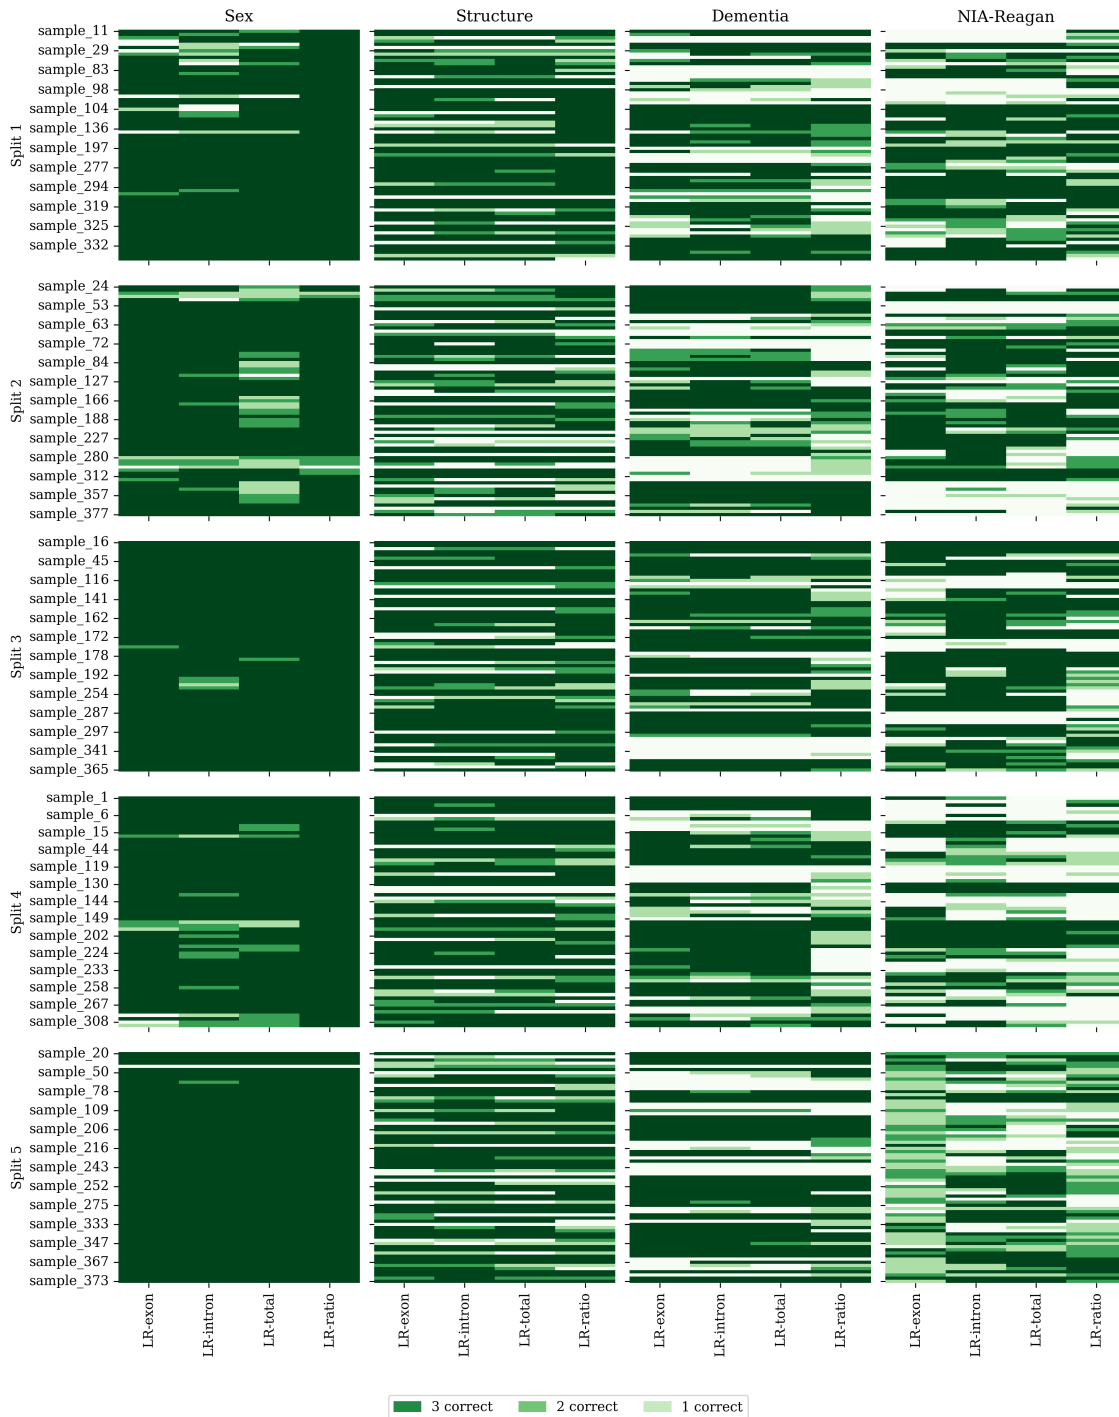 Sex Structure Dementia NIA-Reagan
Split 1
sample_11
sample_29
sample_83
sample_98
sample_104
sample_136
sample_197
sample_277
sample_294
sample_319
sample_325
sample_332
Split 2
sample_24
sample_53
sample_63
sample_72
sample_84
sample_127
sample_166
sample_188
sample_227
sample_280
sample_312
sample_357
sample_377
Split 3
sample_16
sample_45
sample_116
sample_141
sample_162
sample_172
sample_178
sample_192
sample_254
sample_287
sample_297
sample_341
sample_365
Split 4
sample_1
sample_6
sample_15
sample_44
sample_119
sample_130
sample_144
sample_149
sample_202
sample_224
sample_233
sample_258
sample_267
sample_308
Split 5
sample_20
sample_50
sample_78
sample_109
sample_206
sample_216
sample_243
sample_252
sample_275
sample_333
sample_347
sample_367
sample_373
LR-exon LR-intron LR-total LR-ratio LR-exon LR-intron LR-total LR-ratio LR-exon LR-intron LR-total LR-ratio LR-exon LR-intron LR-total LR-ratio
3 correct 2 correct 1 correct